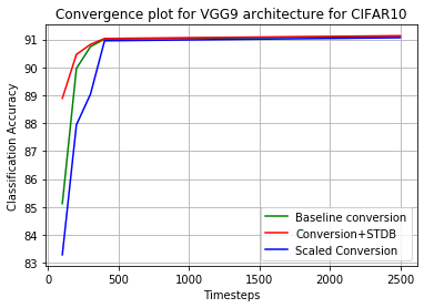 Convergence plot for VGG9 architecture for CIFAR10
Classification Accuracy
91
90
89
88
87
86
85
84
83
0
500
1000
1500
2000
2500
Timesteps
Baseline conversion
Conversion+STDB
Scaled Conversion